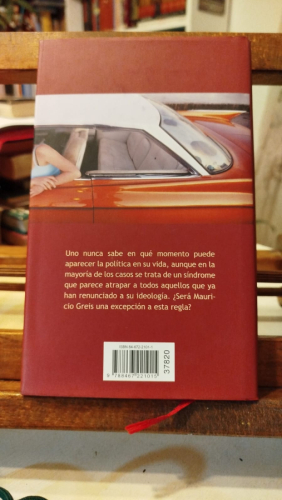 Uno nunca sabe en qué momento puede
aparecer la política en su vida, aunque en la
mayoría de los casos se trata de un síndrome
que parece atrapar a todos aquellos que ya
han renunciado a su ideología. ¿Será Mauri-
cio Greis una excepción a esta regla?
37820